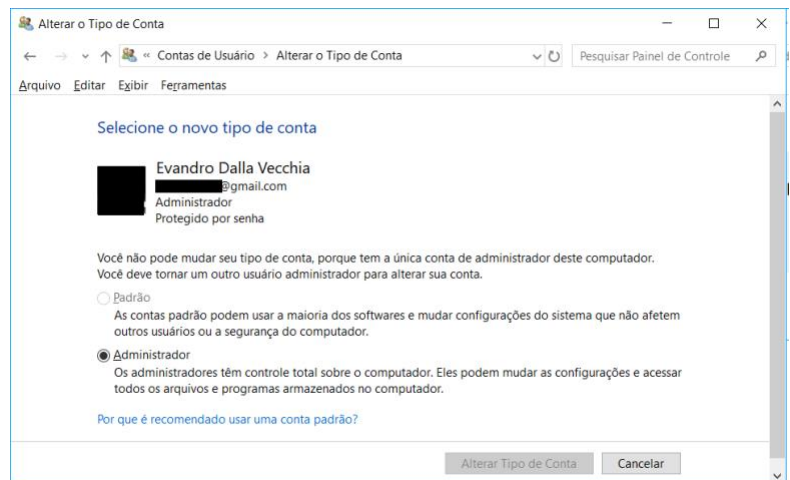 Alterar o Tipo de Conta
« Contas de Usuário > Alterar o Tipo de Conta
Pesquisar Painel de Controle
Arquivo Editar Exibir Ferramentas
Selecione o novo tipo de conta
Evandro Dalla Vecchia
@gmail.com
Administrador
Protegido por senha
Você não pode mudar seu tipo de conta, porque tem a única conta de administrador deste computador.
Você deve tornar um outro usuário administrador para alterar sua conta.
Padrão
As contas padrão podem usar a maioria dos softwares e mudar configurações do sistema que não afetem
outros usuários ou a segurança do computador.
Administrador
Os administradores têm controle total sobre o computador. Eles podem mudar as configurações e acessar
todos os arquivos e programas armazenados no computador.
Por que é recomendado usar uma conta padrão?
Alterar Tipo de Conta
Cancelar